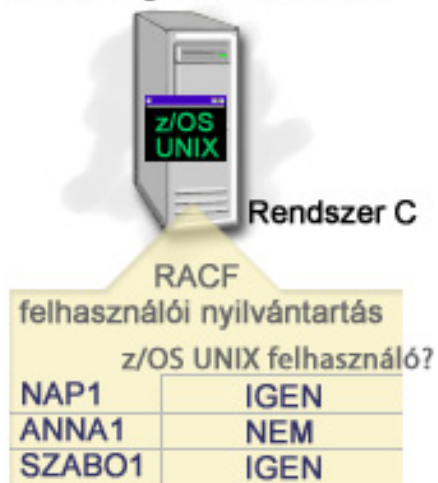 z/OS
UNIX
Rendszer C
RACF
felhasználói nyilvántartás
z/OS UNIX felhasználó?
NAP1 IGEN
ANNA1 NEM
SZABO1 IGEN